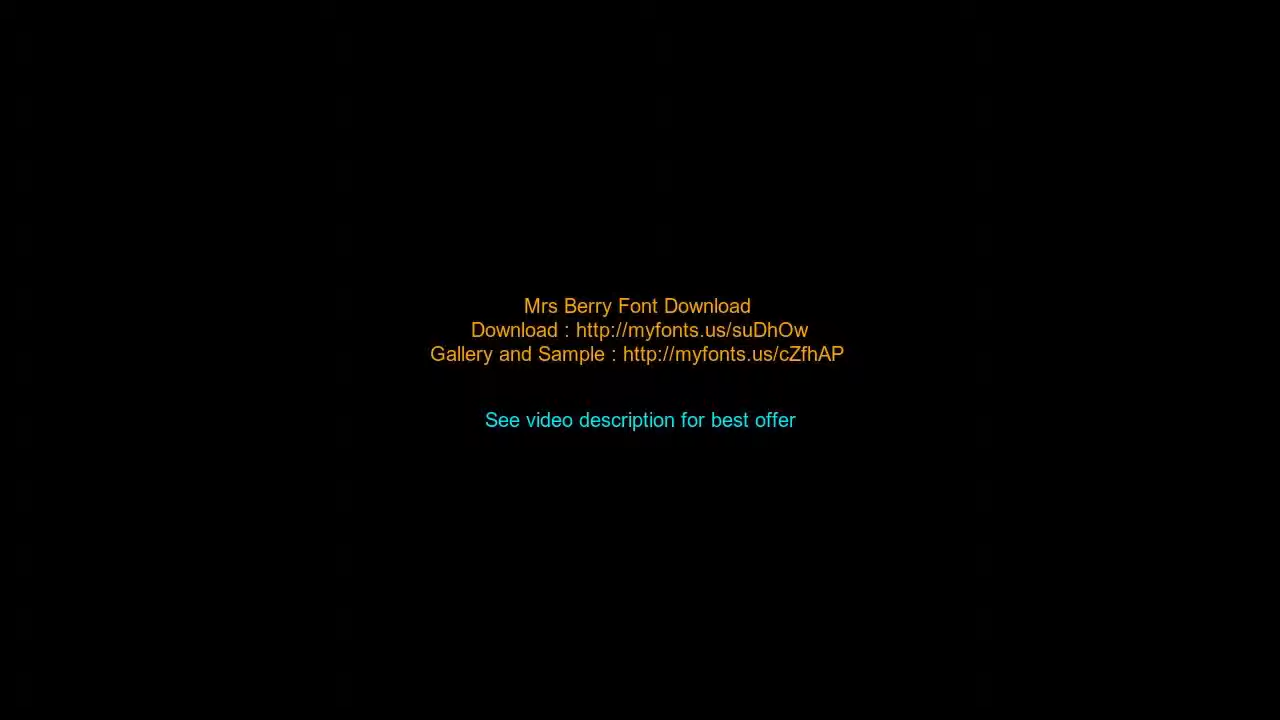 Mrs Berry Font Download
Download : http://myfonts.us/suDhOw
Gallery and Sample : http://myfonts.us/cZfhAP
See video description for best offer